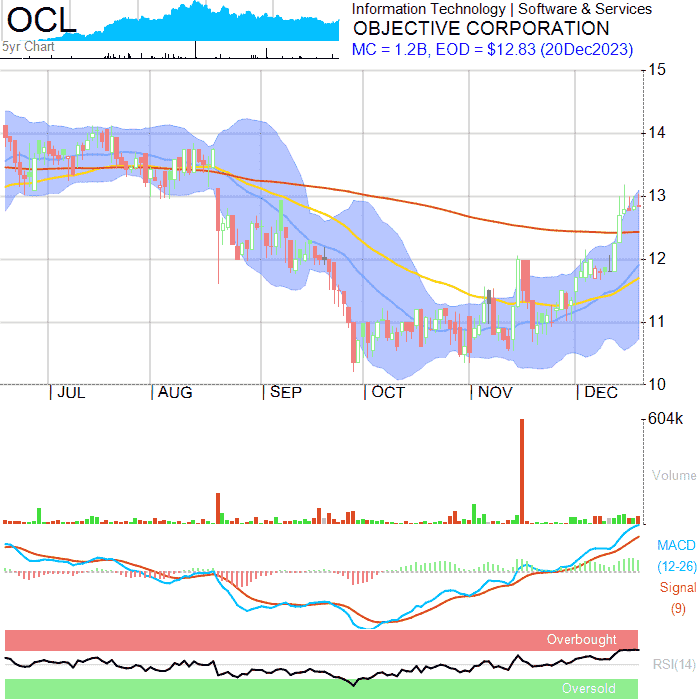 OCL
Information Technology | Software & Services
OBJECTIVE CORPORATION
5yr Chart
MC = 1.2B, EOD = $12.83 (20Dec2023)
15
14
13
12
11
10
JUL
AUG
SEP
OCT
NOV
DEC
604k
Volume
MACD
(12-26)
Signal
(9)
Overbought
RSI(14)
Oversold